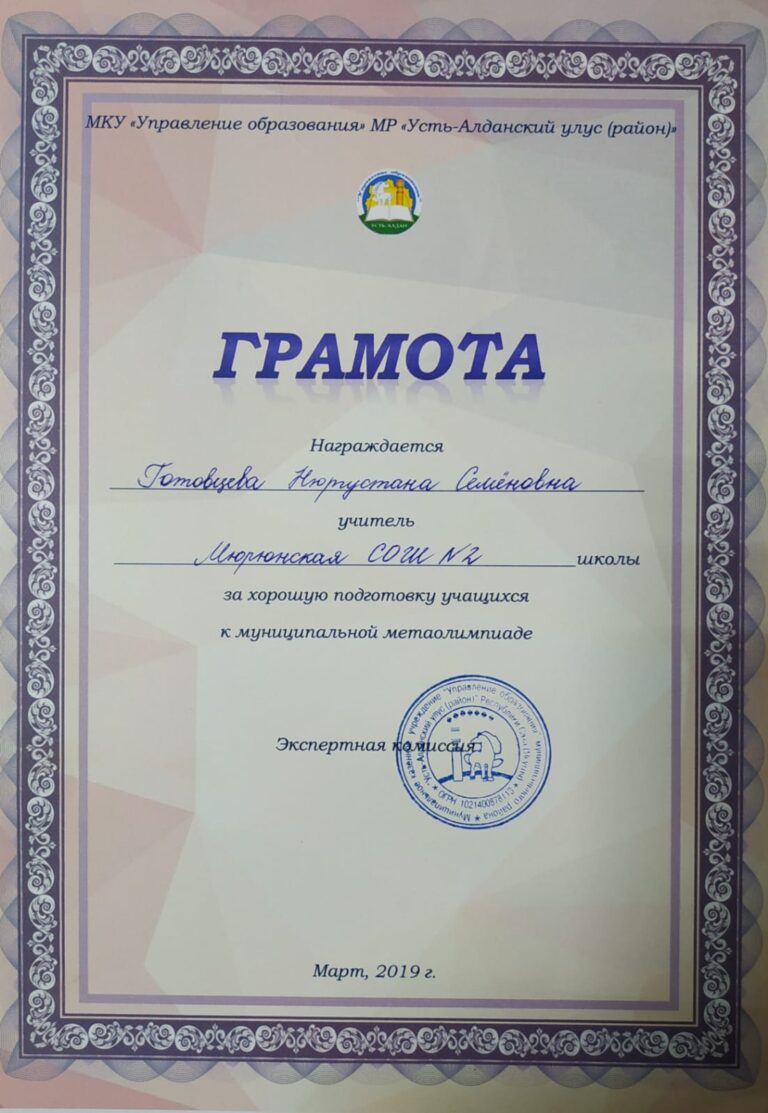 МКУ «Управление образования» МР «Усть-Алданский улус (район)»
УСТЬ-АЛДАН
ГРАМОТА
Награждается
Готовцева Нюргустана Семёновна
учитель
Мюрюнская СОШ №2 школы
за хорошую подготовку учащихся
к муниципальной метаолимпиаде
Экспертная комиссия:
Муниципальное казенное учреждение "Управление образования" муниципального района
"Усть-Алданский улус (район)" Республики Саха (Якутия)
ОГРН 1021400878113
Март, 2019 г.